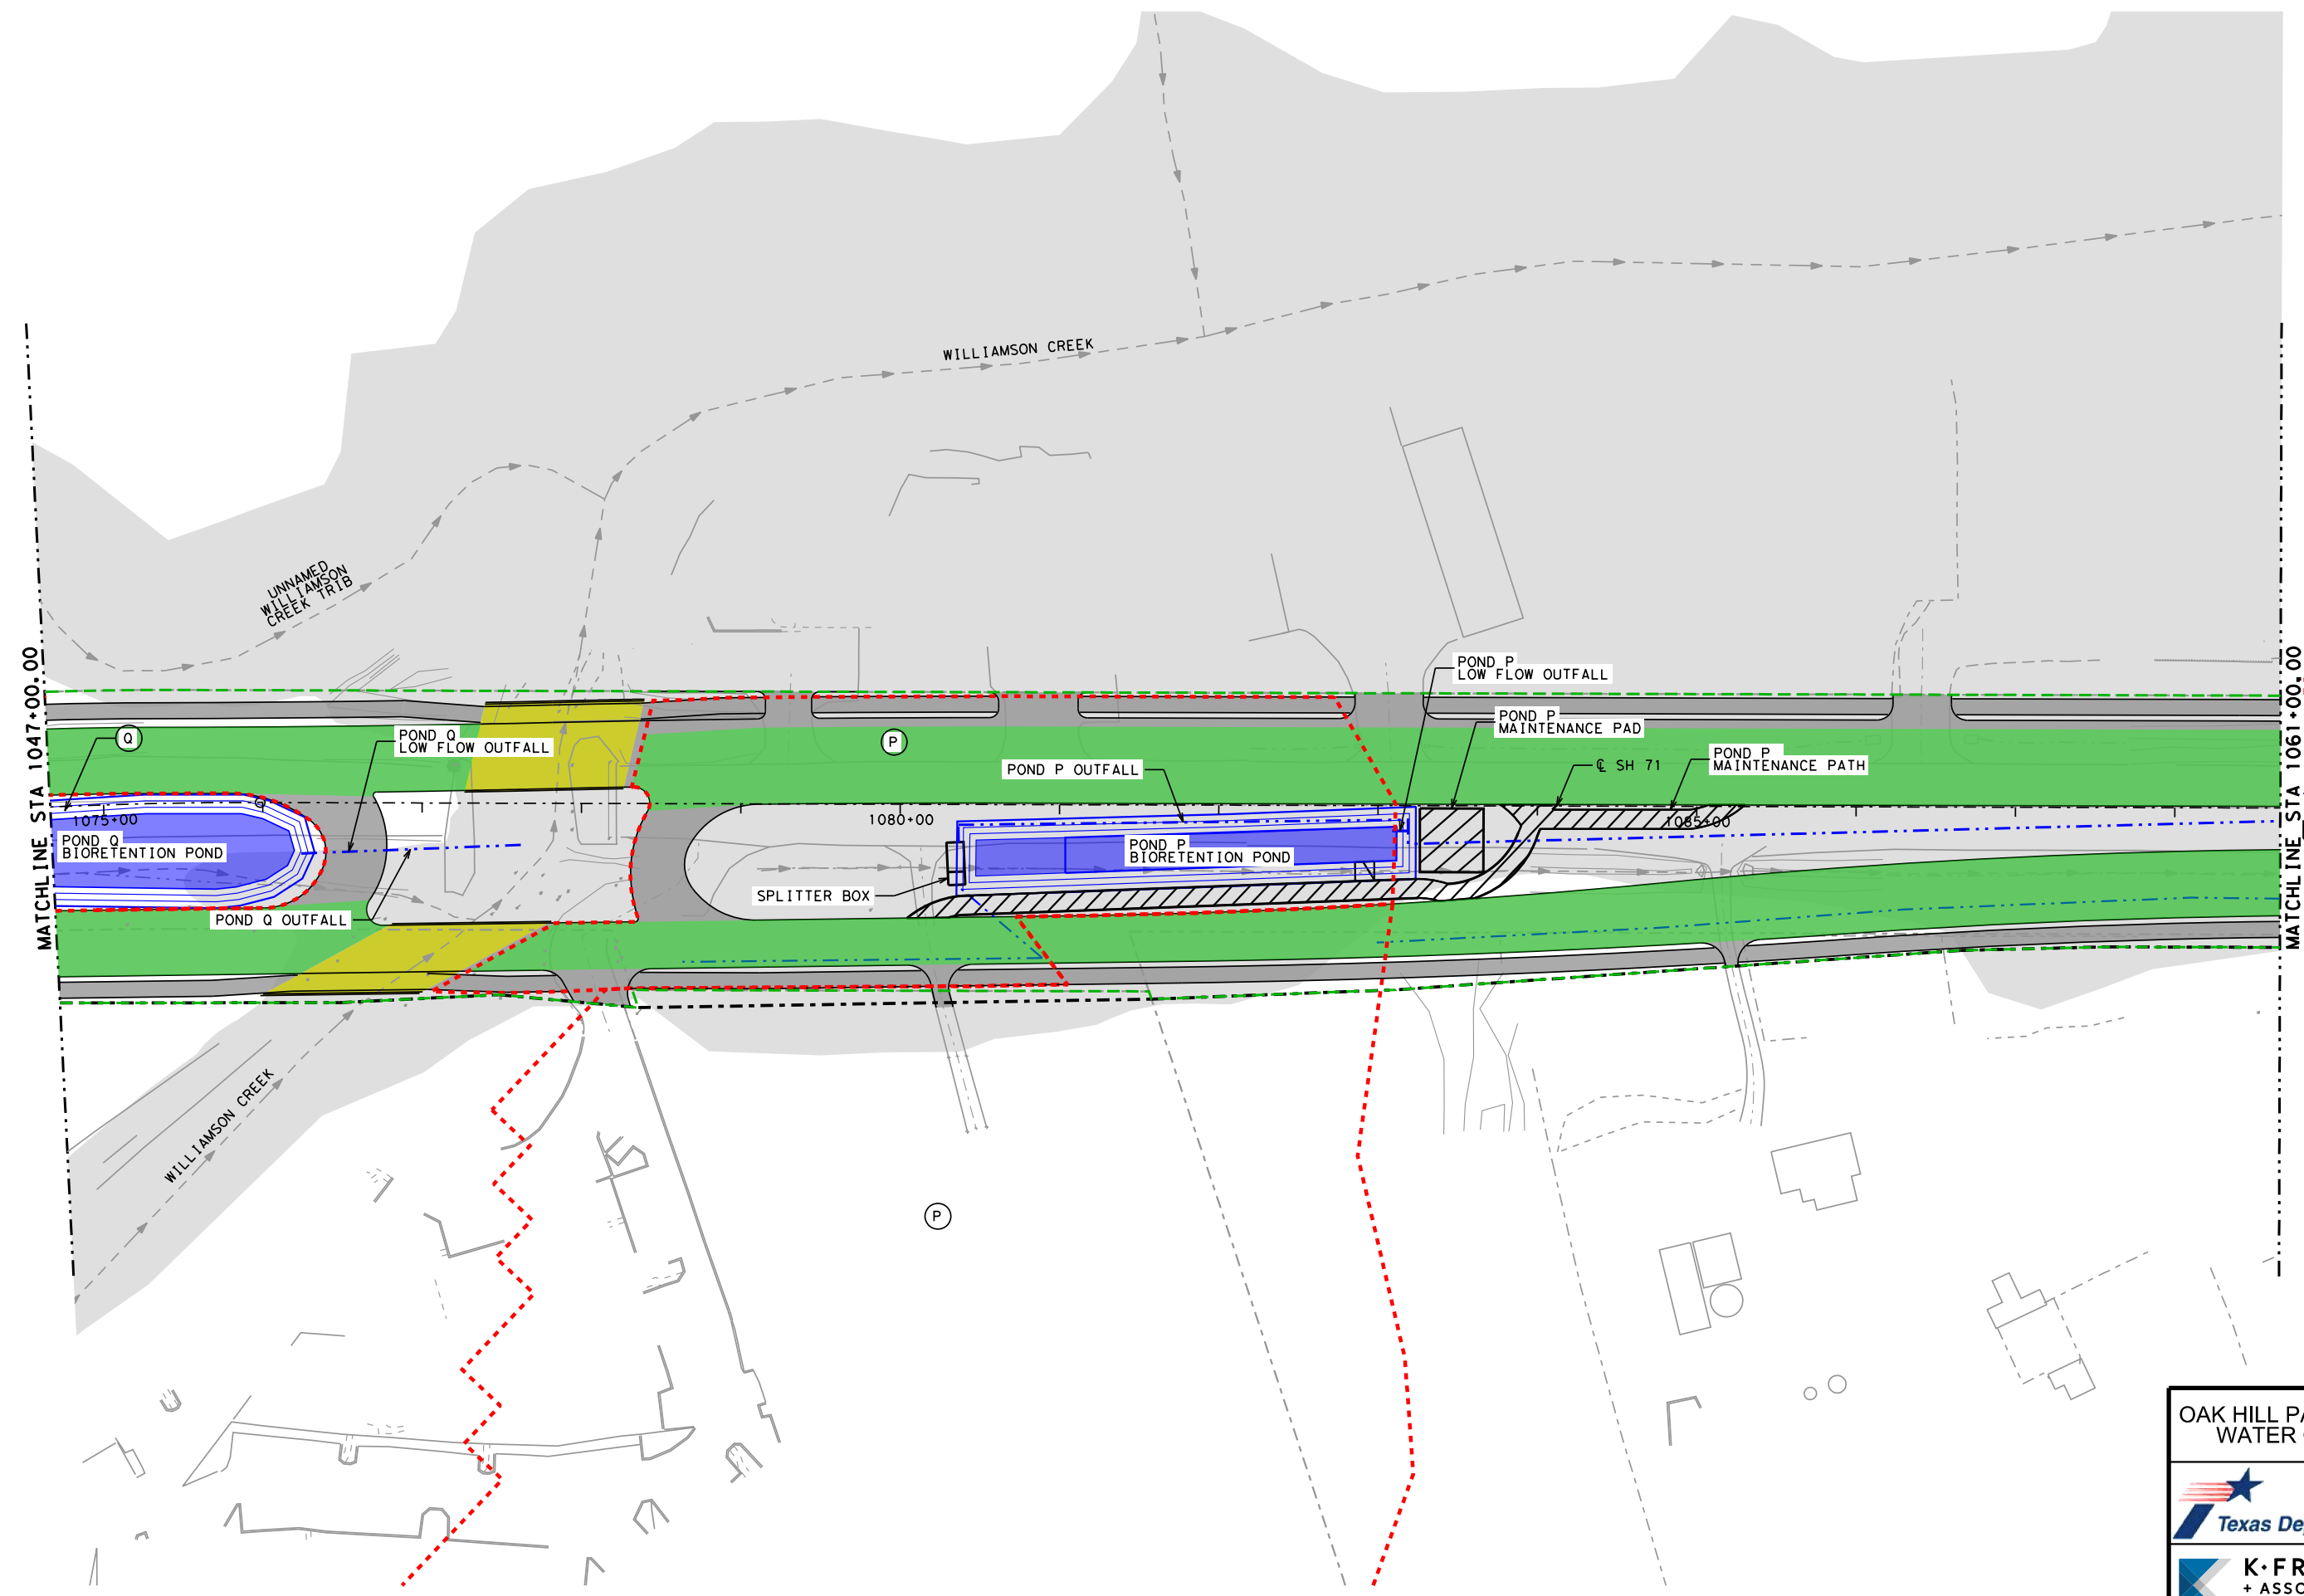 WILLIAMSON CREEK
UNNAMED
WILLIAMSON
CREEK TRIB
MATCHLINE STA 1047+00.00
MATCHLINE STA 1061+00.00
POND P
LOW FLOW OUTFALL
POND P
MAINTENANCE PAD
POND P
MAINTENANCE PATH
℄ SH 71
Q
POND Q
LOW FLOW OUTFALL
P
POND P OUTFALL
1075+00
1080+00
1085+00
POND Q
BIORETENTION POND
POND P
BIORETENTION POND
SPLITTER BOX
POND Q OUTFALL
WILLIAMSON CREEK
P
OAK HILL PA
WATER
Texas De
K·FR
+ ASSO